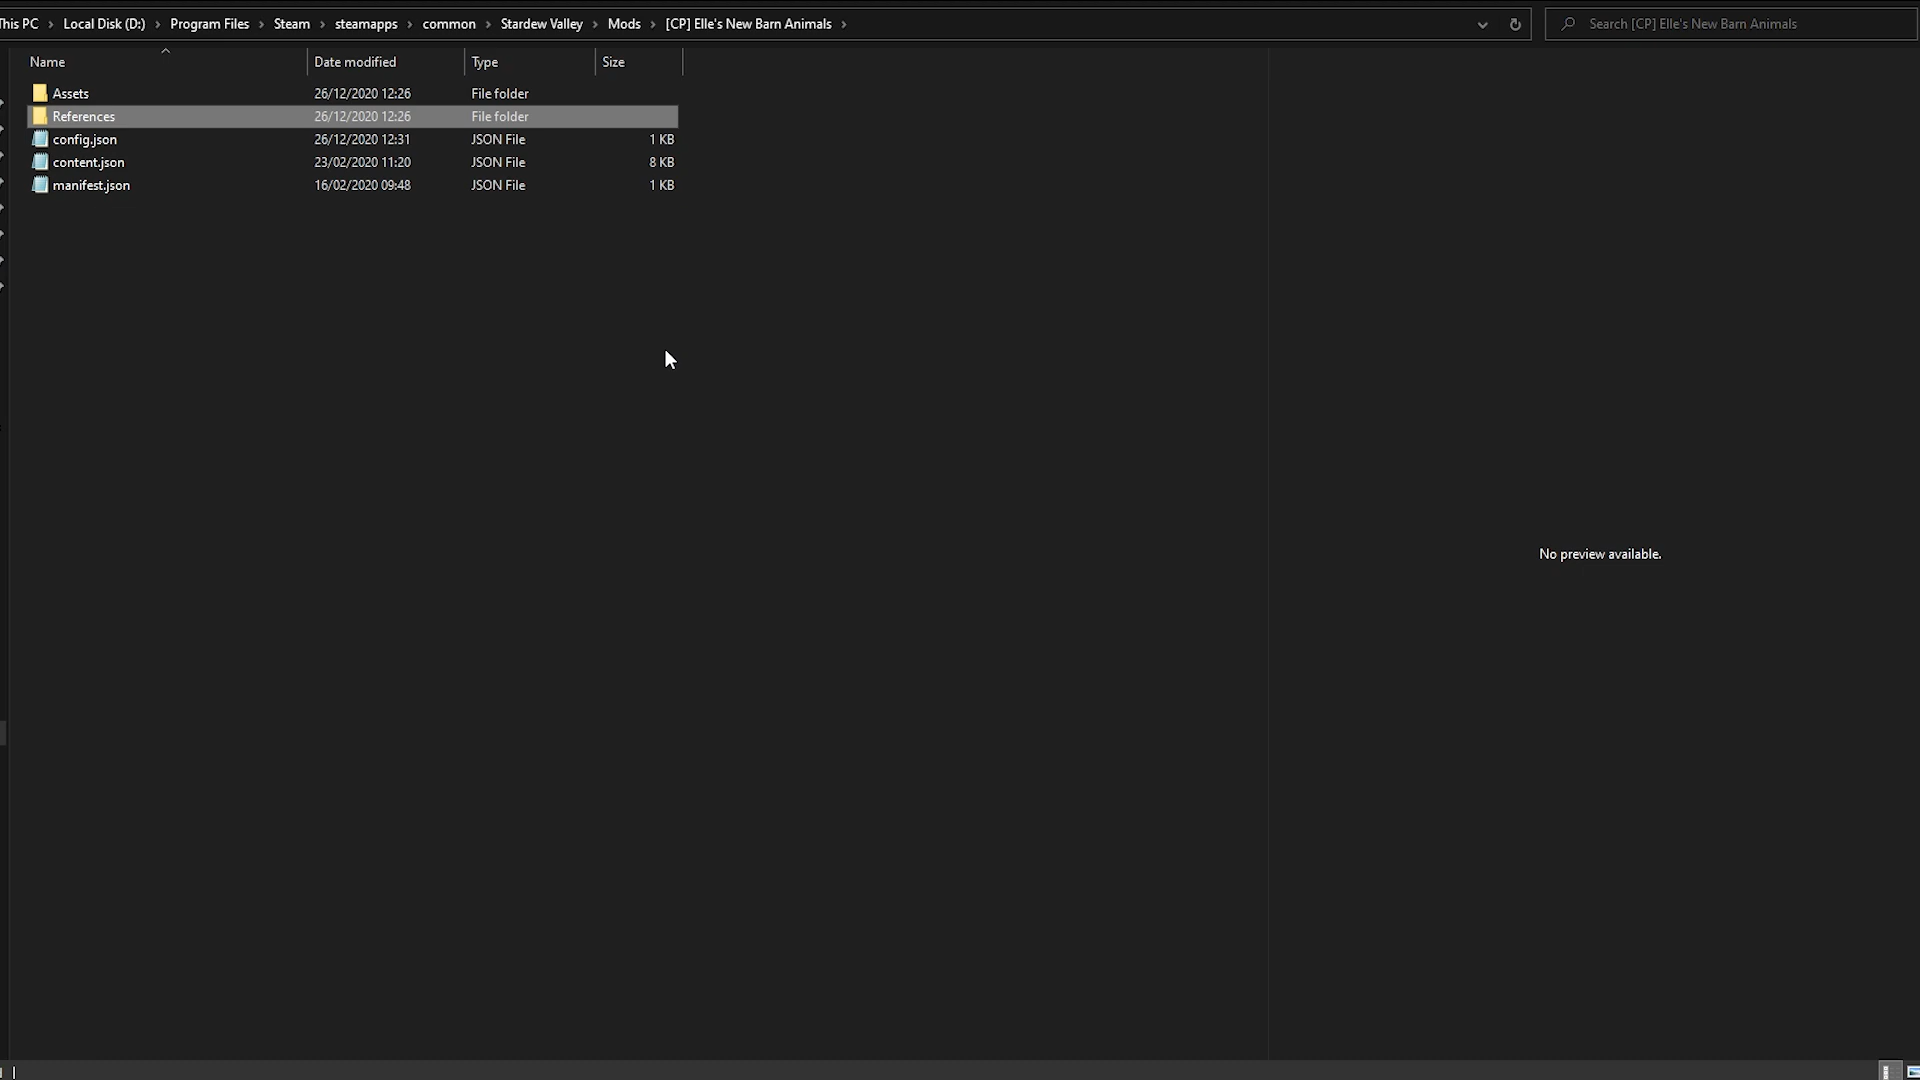 This PC > Local Disk (D:) > Program Files > Steam > steamapps > common > Stardew Valley > Mods > [CP] Elle's New Barn Animals >
Search [CP] Elle's New Barn Animals
Name Date modified Type Size
Assets 26/12/2020 12:26 File folder
References 26/12/2020 12:26 File folder
config.json 26/12/2020 12:31 JSON File 1 KB
content.json 23/02/2020 11:20 JSON File 8 KB
manifest.json 16/02/2020 09:48 JSON File 1 KB
No preview available.